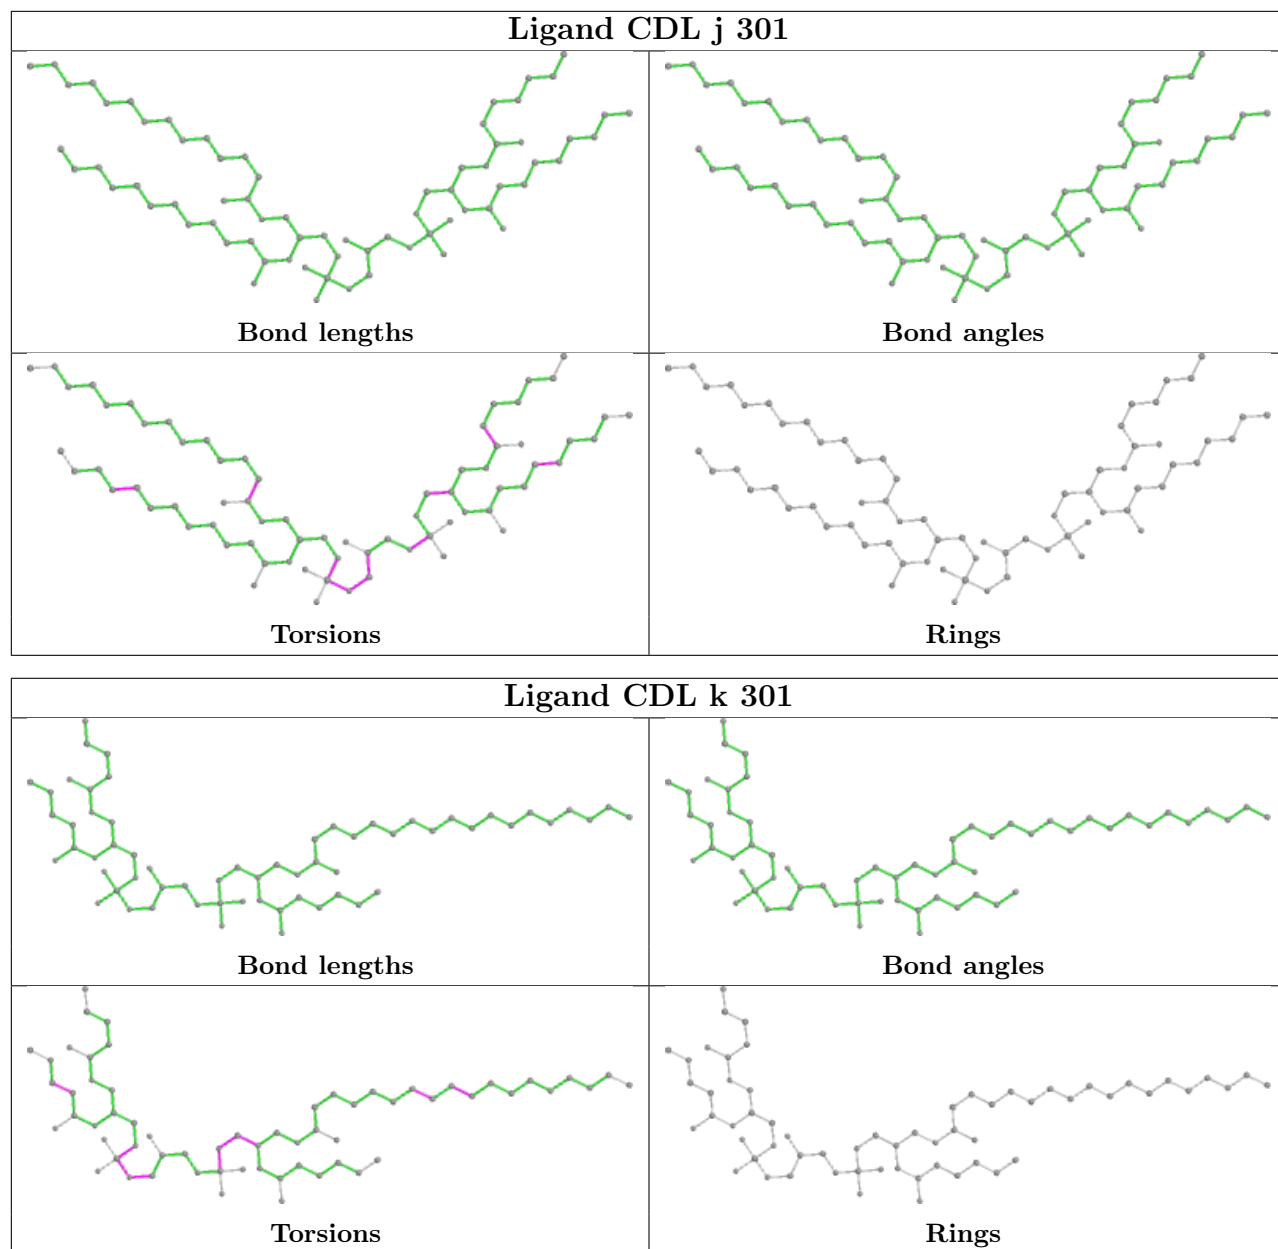 Ligand CDL j 301
Bond lengths
Bond angles
Torsions
Rings
Ligand CDL k 301
Bond lengths
Bond angles
Torsions
Rings